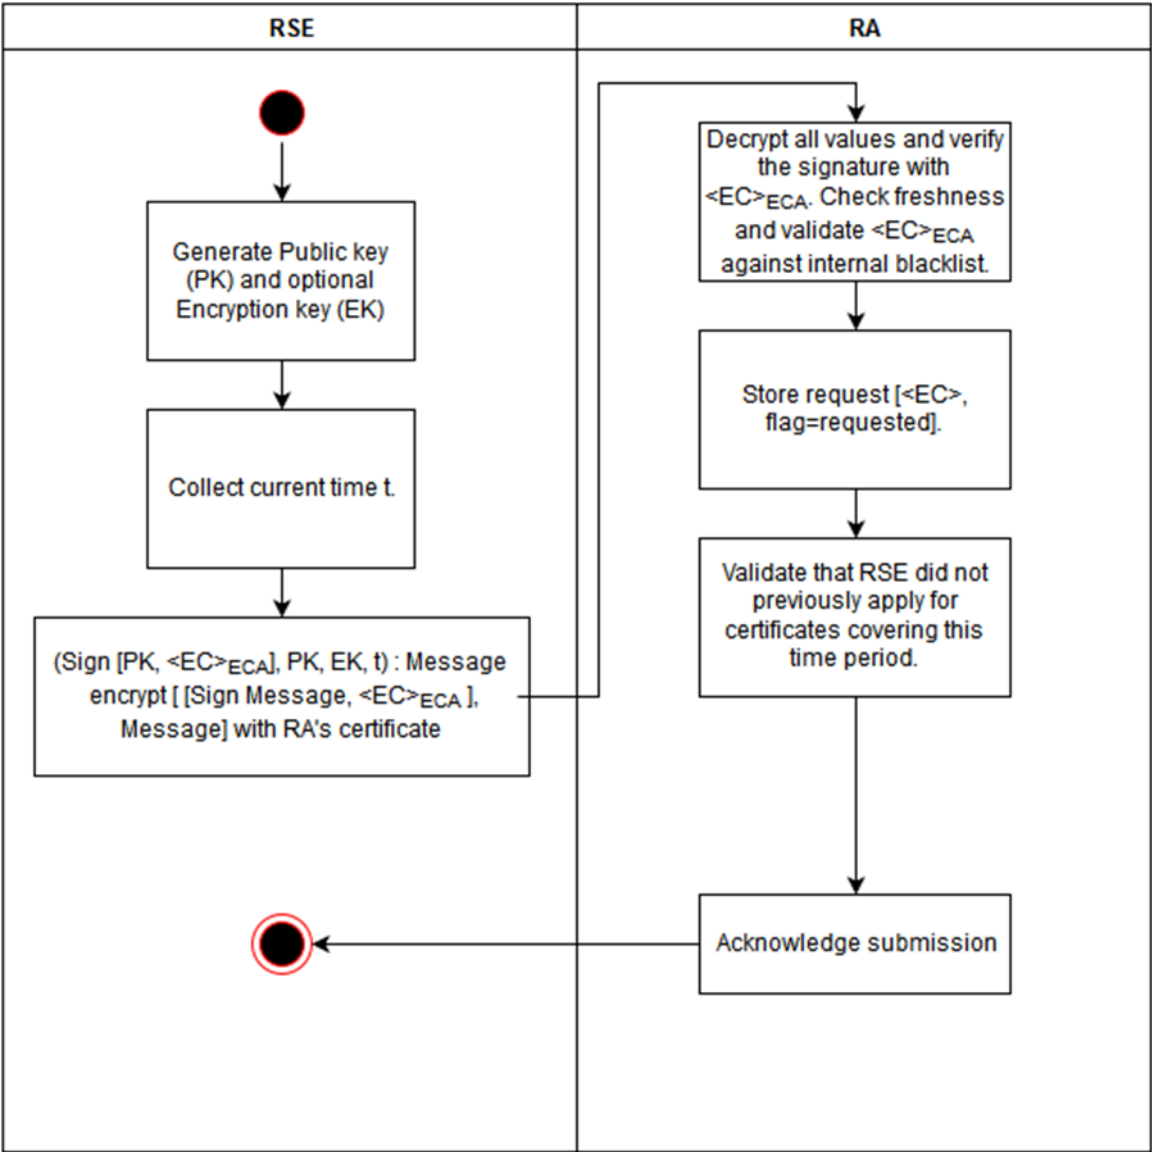 RSE
RA
Generate Public key
(PK) and optional
Encryption key (EK)
Collect current time t.
(Sign [PK, <EC>ECA], PK, EK, t) : Message
encrypt [ [Sign Message, <EC>ECA ],
Message] with RA's certificate
Decrypt all values and verify
the signature with
<EC>ECA. Check freshness
and validate <EC>ECA
against internal blacklist.
Store request [<EC>,
flag=requested].
Validate that RSE did not
previously apply for
certificates covering this
time period.
Acknowledge submission